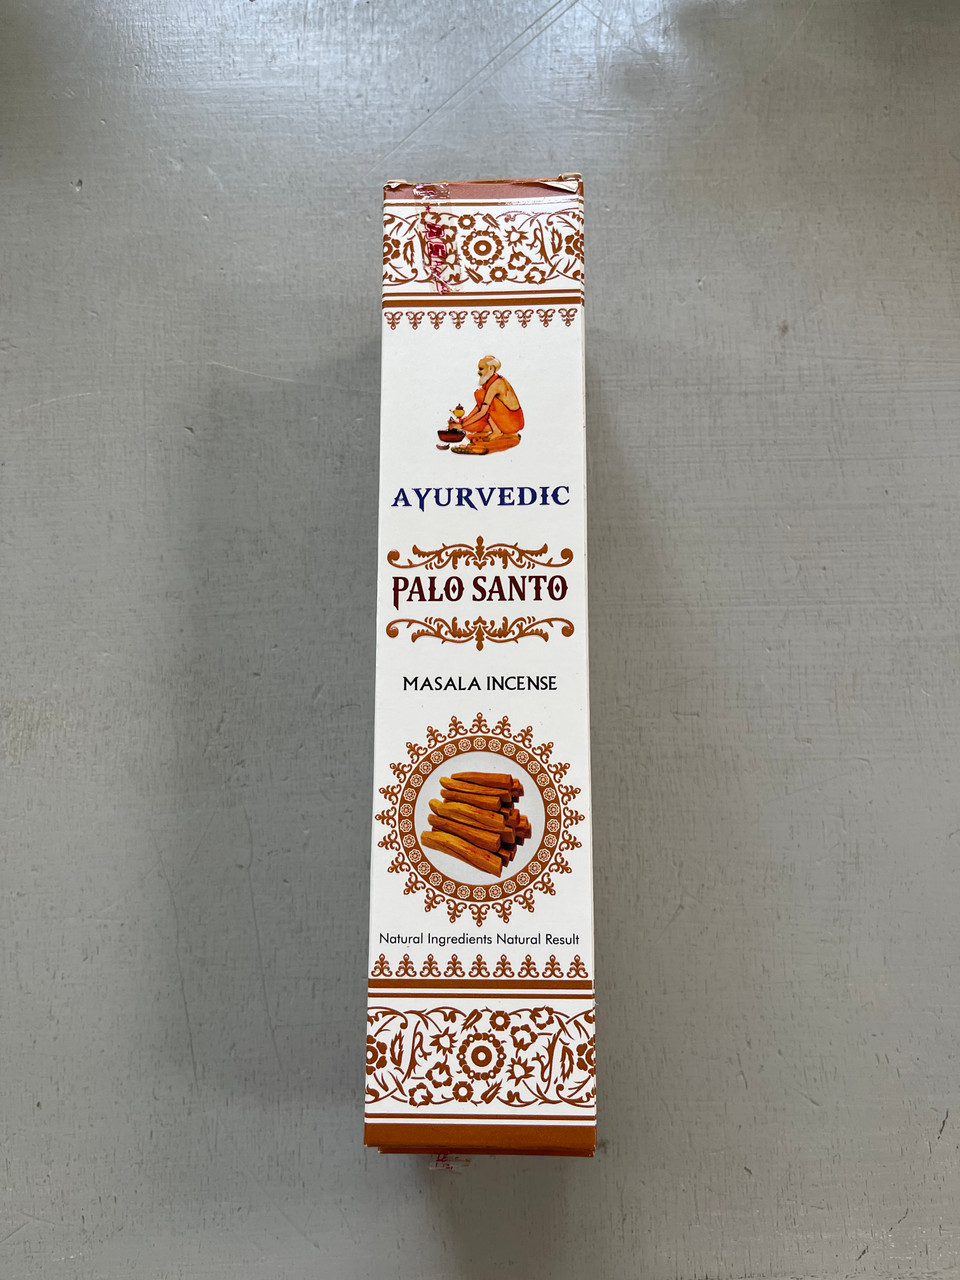 AYURVEDIC
PALO SANTO
MASALA INCENSE
Natural Ingredients Natural Result